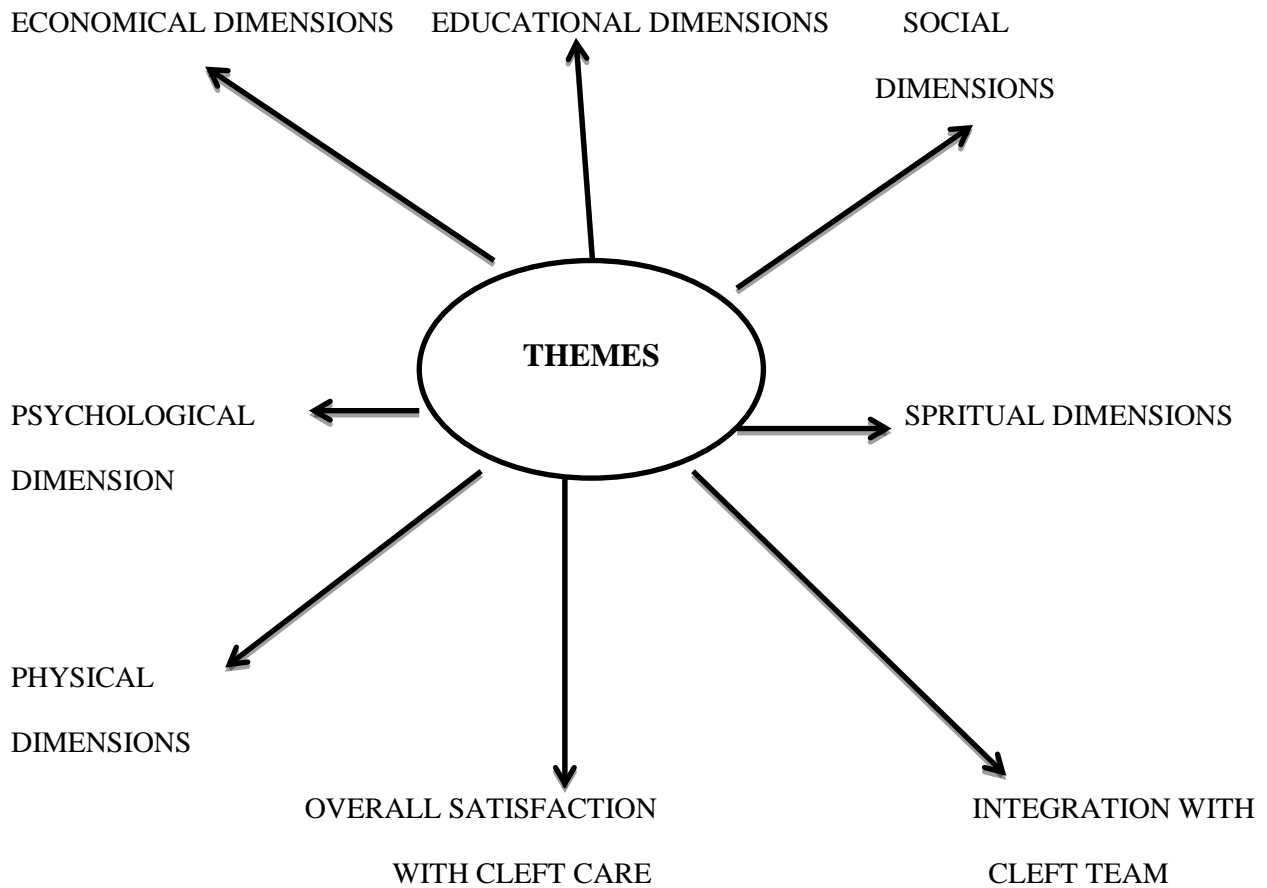 ECONOMICAL DIMENSIONS EDUCATIONAL DIMENSIONS SOCIAL
DIMENSIONS
THEMES
PSYCHOLOGICAL
DIMENSION
SPRITUAL DIMENSIONS
PHYSICAL
DIMENSIONS
OVERALL SATISFACTION
WITH CLEFT CARE
INTEGRATION WITH
CLEFT TEAM